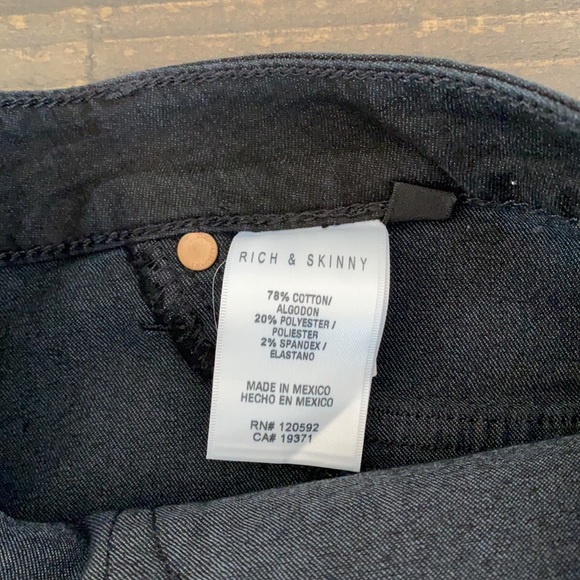 RICH & SKINNY
78% COTTON/
ALGODON
20% POLYESTER /
POLIESTER
2% SPANDEX /
ELASTANO
MADE IN MEXICO
HECHO EN MEXICO
RN# 120592
CA# 19371